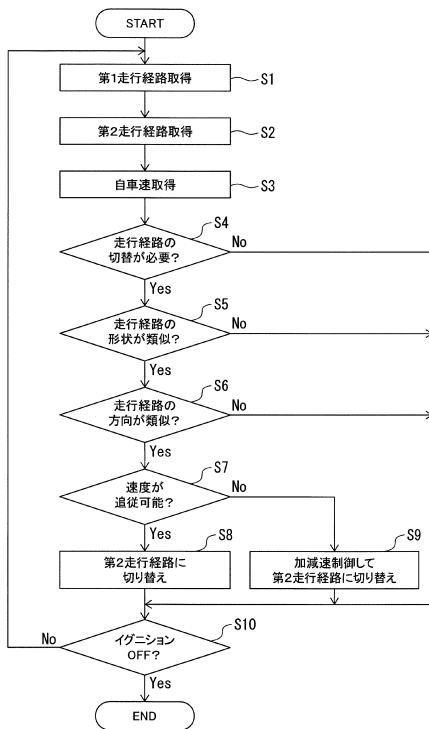 START
第1走行経路取得
S1
第2走行経路取得
S2
自車速取得
S3
S4
走行経路の
切替が必要?
No
Yes
S5
走行経路の
形状が類似?
No
Yes
S6
走行経路の
方向が類似?
No
Yes
S7
速度が
追従可能?
No
Yes
S8
第2走行経路に
切り替え
S9
加減速制御して
第2走行経路に切り替え
S10
イグニション
OFF?
No
Yes
END